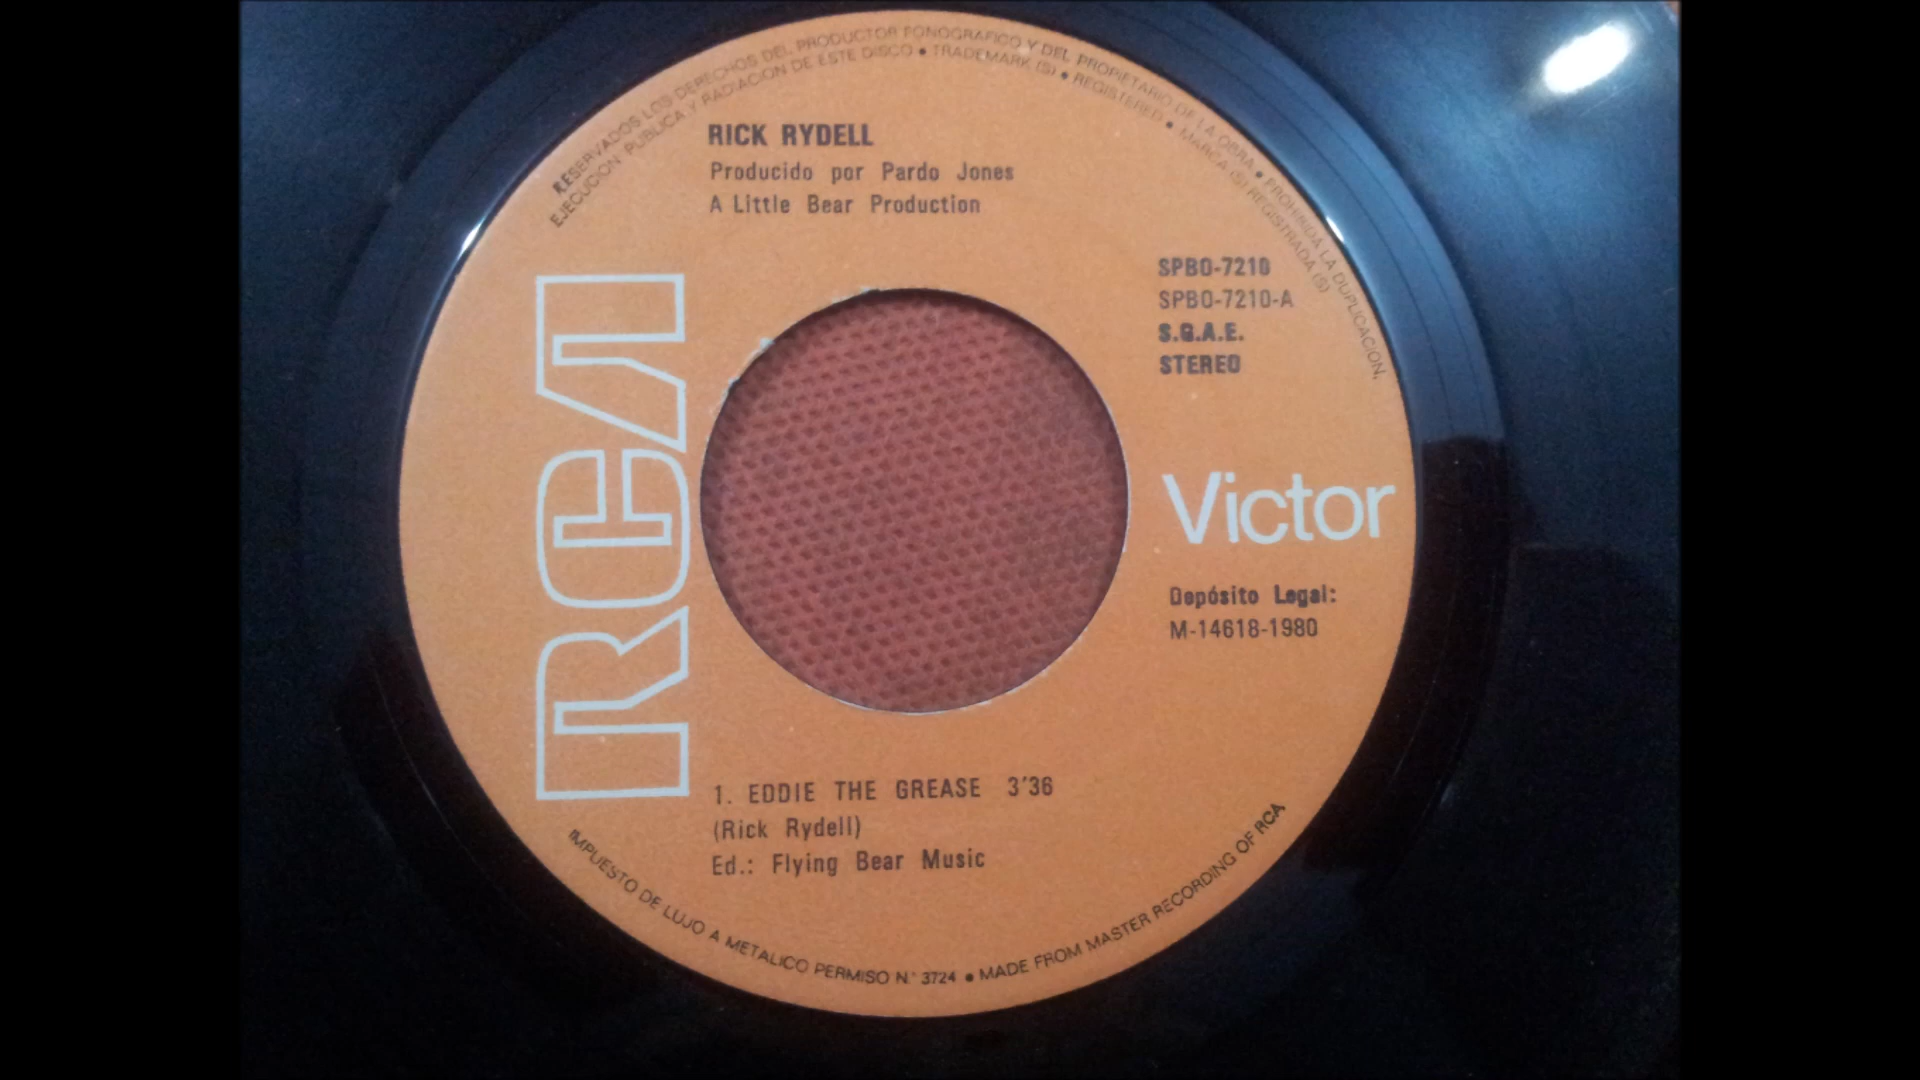 RESERVADOS LOS DERECHOS DEL PRODUCTOR FONOGRAFICO Y DEL PROPIETARIO DE LA OBRA • PROHIBIDA LA DUPLICACION,
EJECUCION PUBLICA Y RADIACION DE ESTE DISCO • TRADEMARK (S) • REGISTERED • MARCA (S) REGISTRADA (S)
RICK RYDELL
Producido por Pardo Jones
A Little Bear Production
SPBO-7210
SPBO-7210-A
S.G.A.E.
STEREO
RCA
Victor
Depósito Legal:
M-14618-1980
1. EDDIE THE GREASE 3'36
(Rick Rydell)
Ed.: Flying Bear Music
IMPUESTO DE LUJO A METALICO PERMISO N.° 3724 • MADE FROM MASTER RECORDING OF RCA